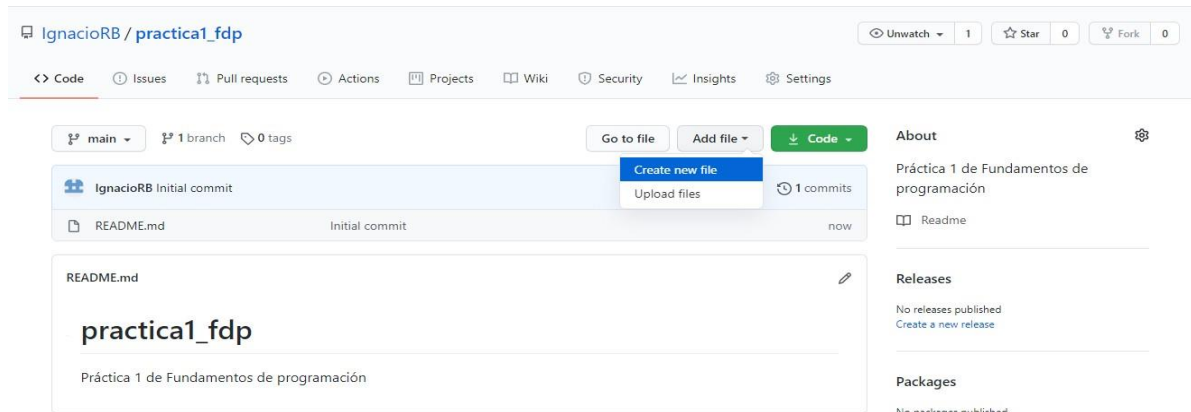 IgnacioRB / practica1_fdp
Unwatch 1 Star 0 Fork 0
<> Code Issues Pull requests Actions Projects Wiki Security Insights Settings
main 1 branch 0 tags Go to file Add file Code
Create new file
Upload files
IgnacioRB Initial commit 1 commits
README.md Initial commit now
README.md
practica1_fdp
Práctica 1 de Fundamentos de programación
About
Práctica 1 de Fundamentos de
programación
Readme
Releases
No releases published
Create a new release
Packages
No packages published